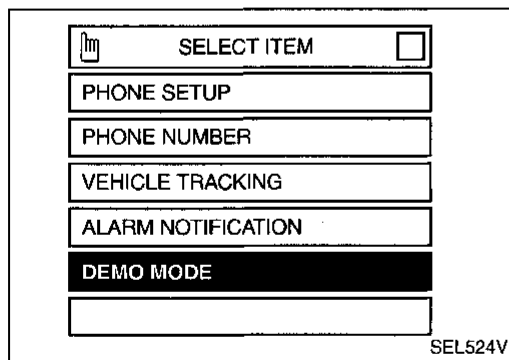 SELECT ITEM
PHONE SETUP
PHONE NUMBER
VEHICLE TRACKING
ALARM NOTIFICATION
DEMO MODE
SEL524V